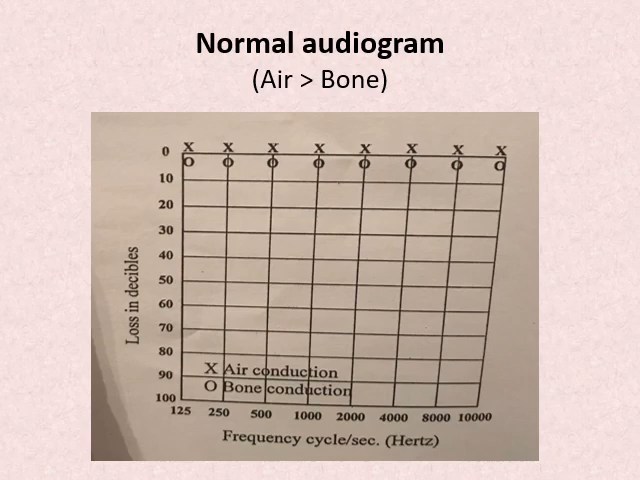 Normal audiogram
(Air > Bone)
X X X X X X X X
O O O O O O O O
0
10
20
30
40
50
60
70
80
90
100
Loss in decibles
X Air conduction
O Bone conduction
125 250 500 1000 2000 4000 8000 10000
Frequency cycle/sec. (Hertz)